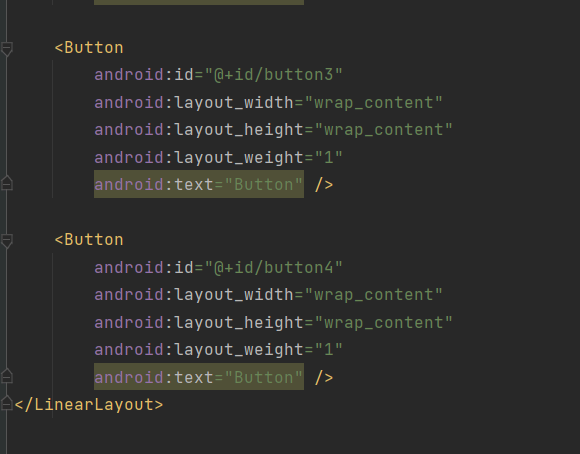 <Button
android:id="@+id/button3"
android:layout_width="wrap_content"
android:layout_height="wrap_content"
android:layout_weight="1"
android:text="Button" />
<Button
android:id="@+id/button4"
android:layout_width="wrap_content"
android:layout_height="wrap_content"
android:layout_weight="1"
android:text="Button" />
</LinearLayout>